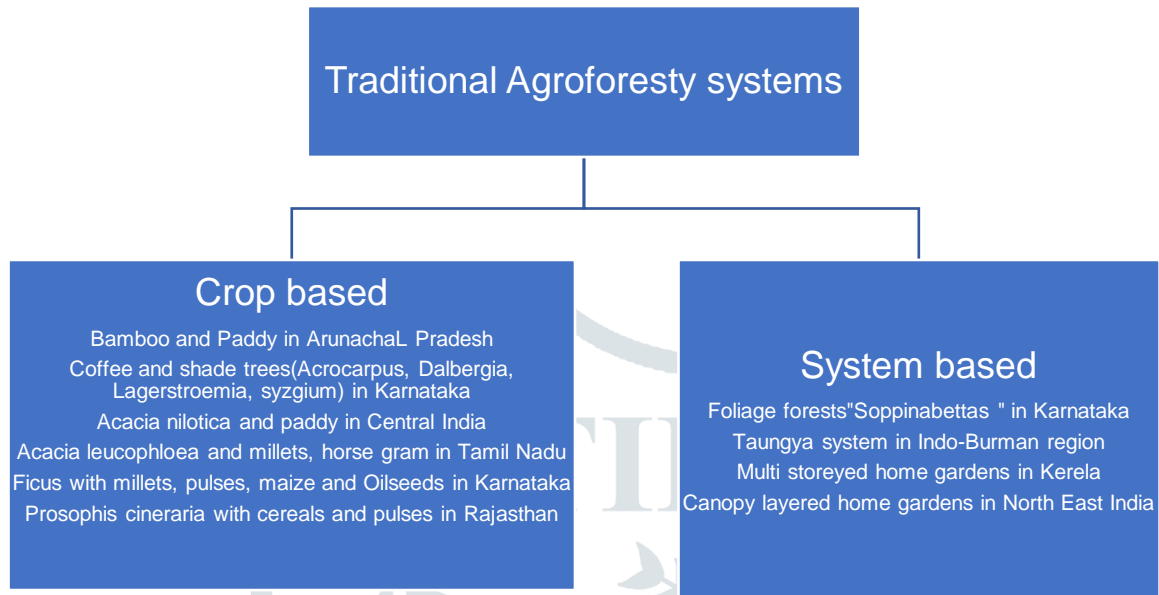 Traditional Agroforesty systems
Crop based
Bamboo and Paddy in ArunachaL Pradesh
Coffee and shade trees(Acrocarpus, Dalbergia,
Lagerstroemia, syzgium) in Karnataka
Acacia nilotica and paddy in Central India
Acacia leucophloea and millets, horse gram in Tamil Nadu
Ficus with millets, pulses, maize and Oilseeds in Karnataka
Prosophis cineraria with cereals and pulses in Rajasthan
System based
Foliage forests"Soppinabettas " in Karnataka
Taungya system in Indo-Burman region
Multi storeyed home gardens in Kerela
Canopy layered home gardens in North East India